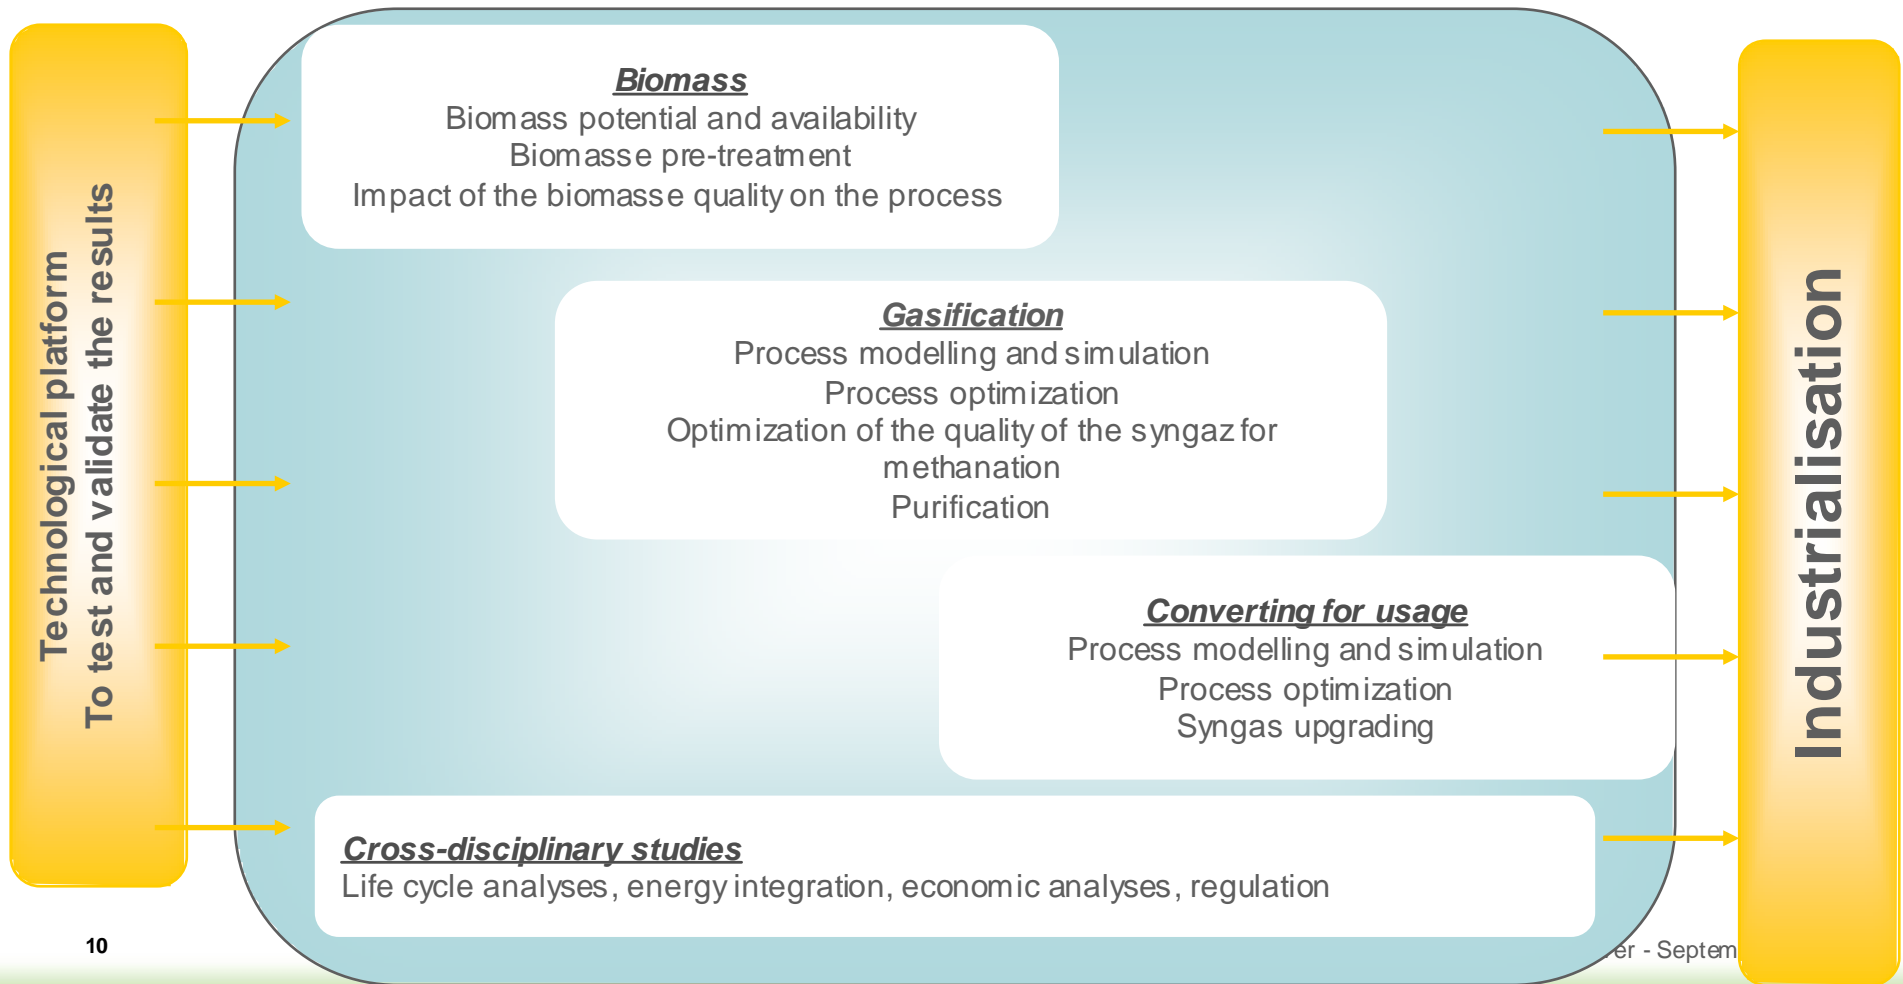 Technological platform
To test and validate the results
Biomass
Biomass potential and availability
Biomasse pre-treatment
Impact of the biomasse quality on the process
Gasification
Process modelling and simulation
Process optimization
Optimization of the quality of the syngaz for
methanation
Purification
Converting for usage
Process modelling and simulation
Process optimization
Syngas upgrading
Cross-disciplinary studies
Life cycle analyses, energy integration, economic analyses, regulation
Industrialisation
10